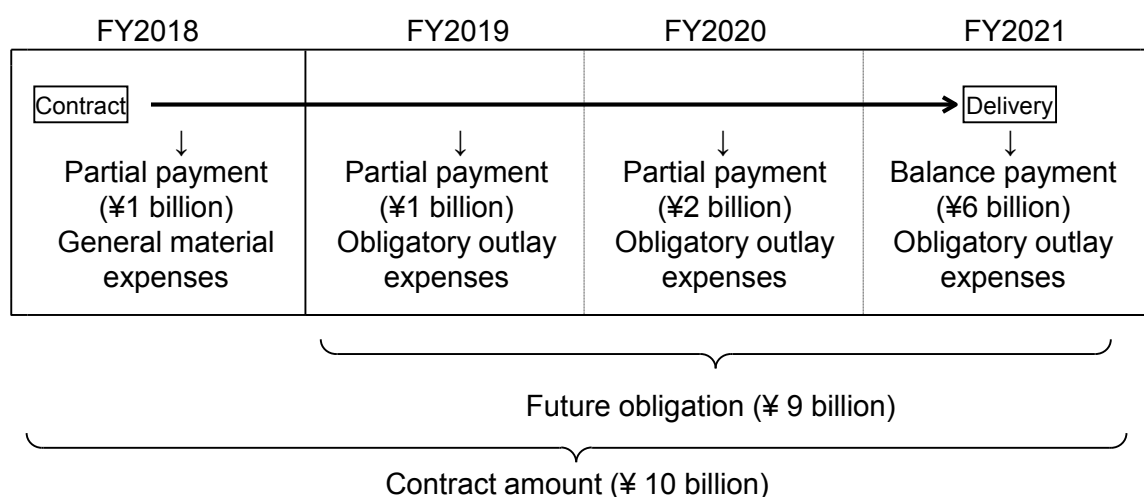 FY2018 FY2019 FY2020 FY2021
Contract Delivery
↓ ↓ ↓ ↓
Partial payment Partial payment Partial payment Balance payment
(¥1 billion) (¥1 billion) (¥2 billion) (¥6 billion)
General material Obligatory outlay Obligatory outlay Obligatory outlay
expenses expenses expenses expenses
Future obligation (¥ 9 billion)
Contract amount (¥ 10 billion)